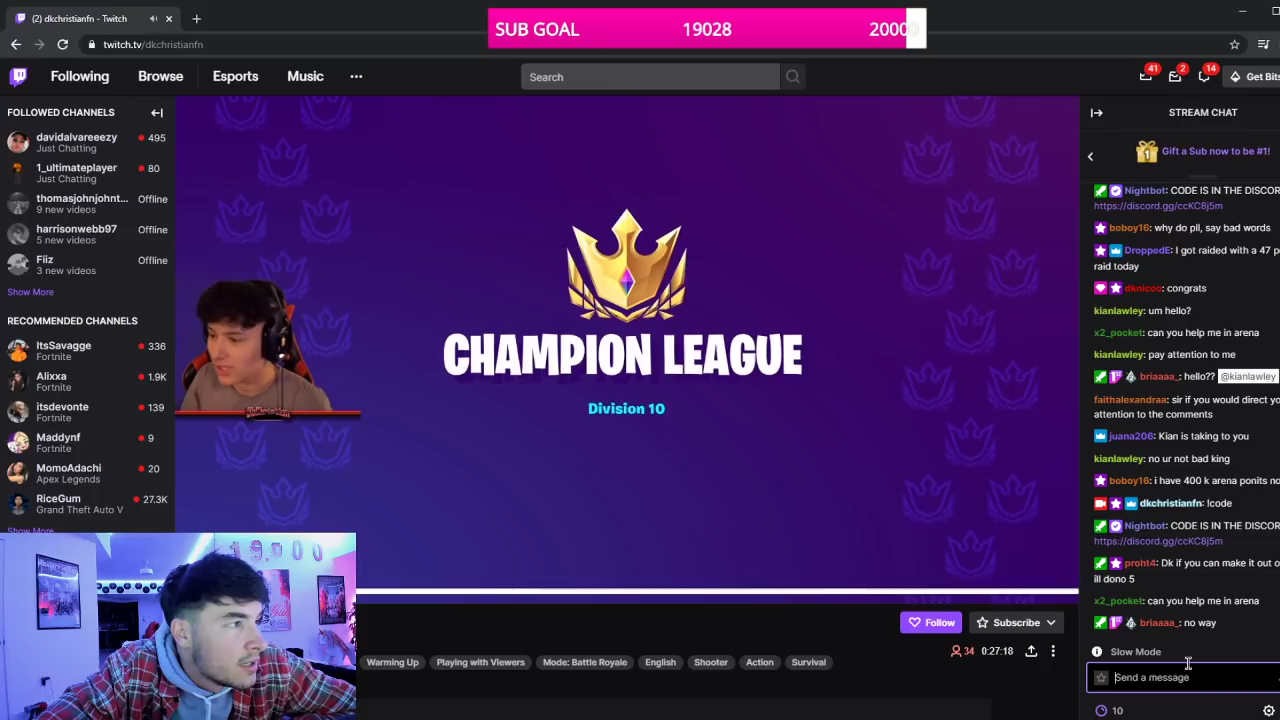 (2) dkchristianfn - Twitch
SUB GOAL 19028 20000
twitch.tv/dkchristianfn
Following Browse Esports Music
Search
41 2 14
Get Bits
FOLLOWED CHANNELS
davidalvareeezy 495
Just Chatting
1_ultimateplayer 80
Just Chatting
thomasjohnjohnt... Offline
9 new videos
harrisonwebb97 Offline
5 new videos
Fiiz Offline
3 new videos
Show More
RECOMMENDED CHANNELS
ItsSavagge 336
Fortnite
Alixxa 1.9K
Fortnite
itsdevonte 139
Fortnite
Maddynf 9
Fortnite
MomoAdachi 20
Apex Legends
RiceGum 27.3K
Grand Theft Auto V
Show More
CHAMPION LEAGUE
Division 10
Follow
Subscribe
34 0:27:18
Warming Up Playing with Viewers Mode: Battle Royale English Shooter Action Survival
STREAM CHAT
1 Gift a Sub now to be #1!
Nightbot: CODE IS IN THE DISCOR
https://discord.gg/ccKC8j5m
boboy16: why do pll, say bad words
DroppedE: I got raided with a 47 pe
raid today
dknicoo: congrats
kianlawley: um hello?
x2_pocket: can you help me in arena
kianlawley: pay attention to me
briaaaa_: hello?? @kianlawley
faithalexandraa: sir if you would direct yo
attention to the comments
juana206: Kian is taking to you
kianlawley: no ur not bad king
boboy16: i have 400 k arena ponits no
dkchristianfn: !code
Nightbot: CODE IS IN THE DISCOR
https://discord.gg/ccKC8j5m
proht4: Dk if you can make it out o
ill dono 5
x2_pocket: can you help me in arena
briaaaa_: no way
Slow Mode
Send a message
10